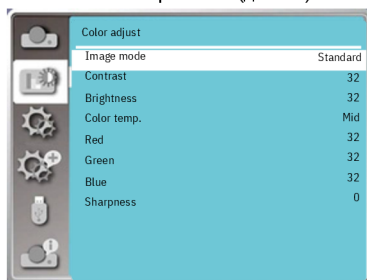 Color adjust
Image mode Standard
Contrast 32
Brightness 32
Color temp. Mid
Red 32
Green 32
Blue 32
Sharpness 0